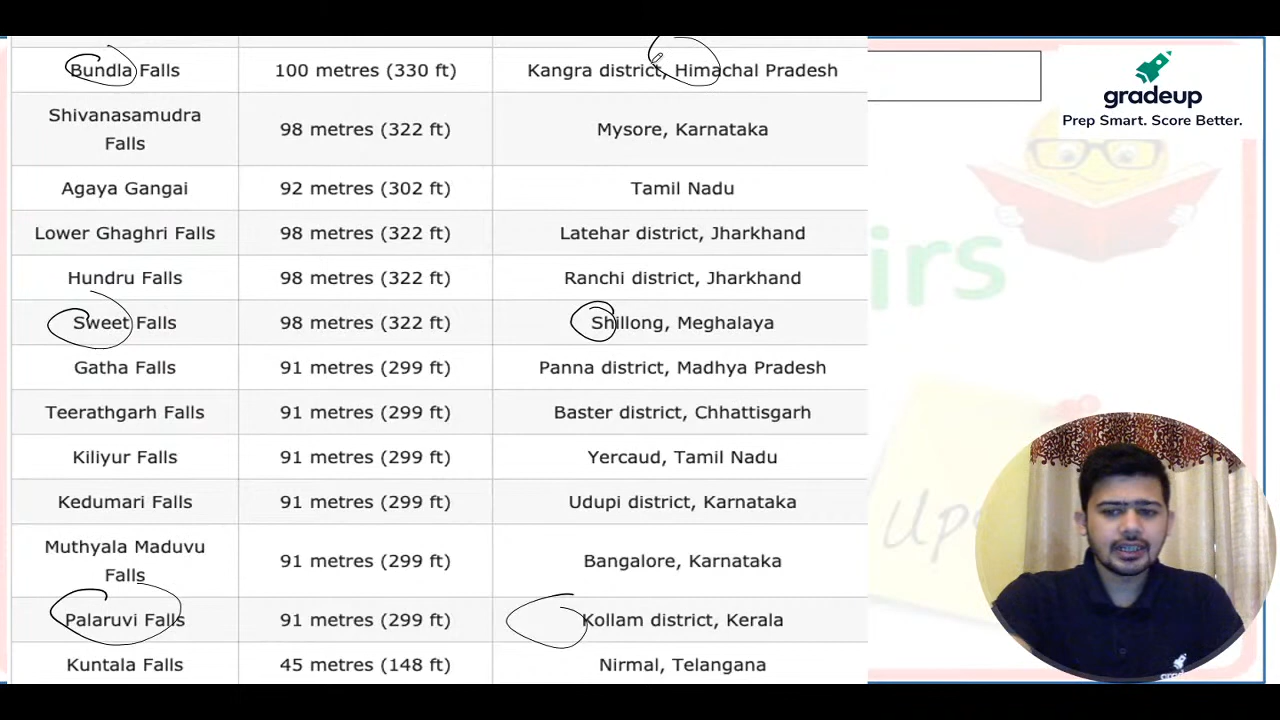 Bundla Falls 100 metres (330 ft) Kangra district, Himachal Pradesh
gradeup
Prep Smart. Score Better.
Shivanasamudra
Falls 98 metres (322 ft) Mysore, Karnataka
Agaya Gangai 92 metres (302 ft) Tamil Nadu
Lower Ghaghri Falls 98 metres (322 ft) Latehar district, Jharkhand
irs
Hundru Falls 98 metres (322 ft) Ranchi district, Jharkhand
Sweet Falls 98 metres (322 ft) Shillong, Meghalaya
Gatha Falls 91 metres (299 ft) Panna district, Madhya Pradesh
Teerathgarh Falls 91 metres (299 ft) Baster district, Chhattisgarh
Kiliyur Falls 91 metres (299 ft) Yercaud, Tamil Nadu
Kedumari Falls 91 metres (299 ft) Udupi district, Karnataka
Muthyala Maduvu
Falls 91 metres (299 ft) Bangalore, Karnataka
Palaruvi Falls 91 metres (299 ft) Kollam district, Kerala
Kuntala Falls 45 metres (148 ft) Nirmal, Telangana